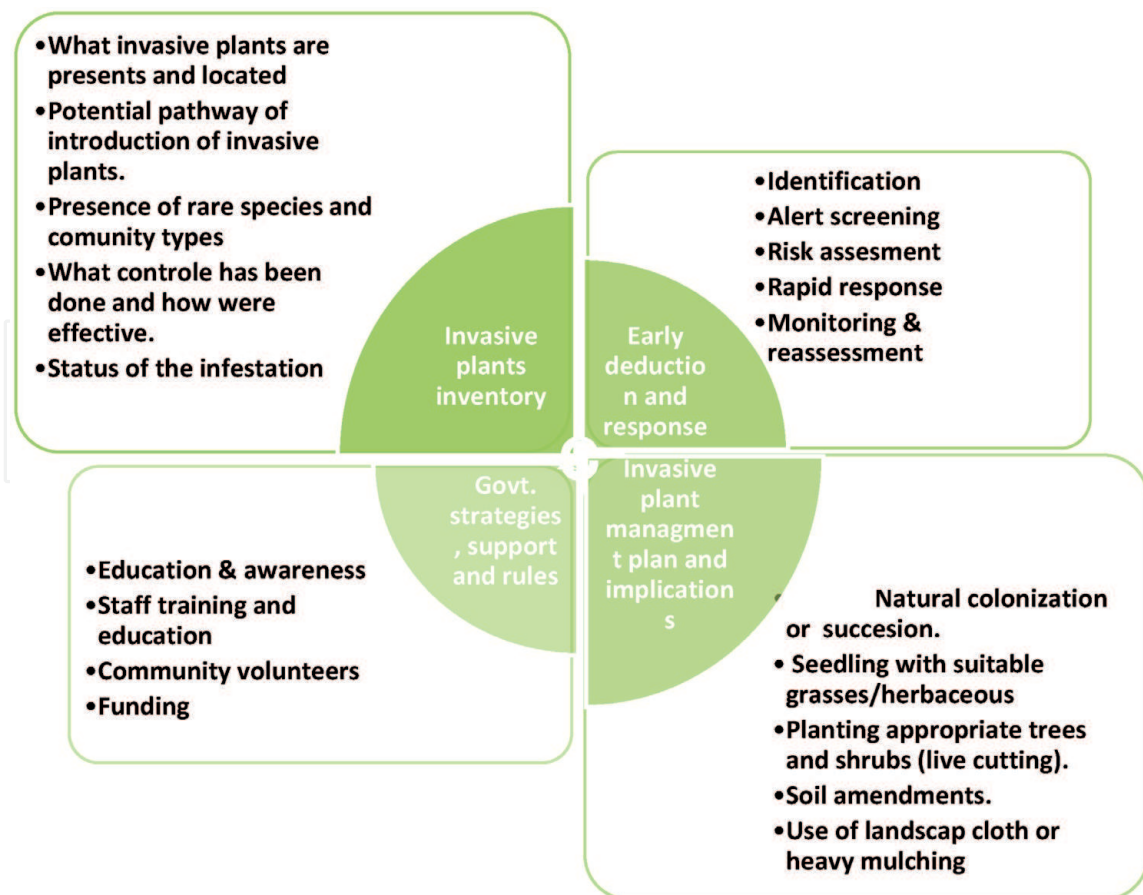 •What invasive plants are
presents and located
•Potential pathway of
introduction of invasive
plants.
•Presence of rare species and
comunity types
•What controle has been
done and how were
effective.
•Status of the infestation
•Identification
•Alert screening
•Risk assesment
•Rapid response
•Monitoring &
reassessment
Invasive
plants
inventory
Early
deductio
n and
response
Govt.
strategies
, support
and rules
Invasive
plant
managmen
t plan and
implication
s
•Education & awareness
•Staff training and
education
•Community volunteers
•Funding
• Natural colonization
or succesion.
• Seedling with suitable
grasses/herbaceous
•Planting appropriate trees
and shrubs (live cutting).
•Soil amendments.
•Use of landscap cloth or
heavy mulching